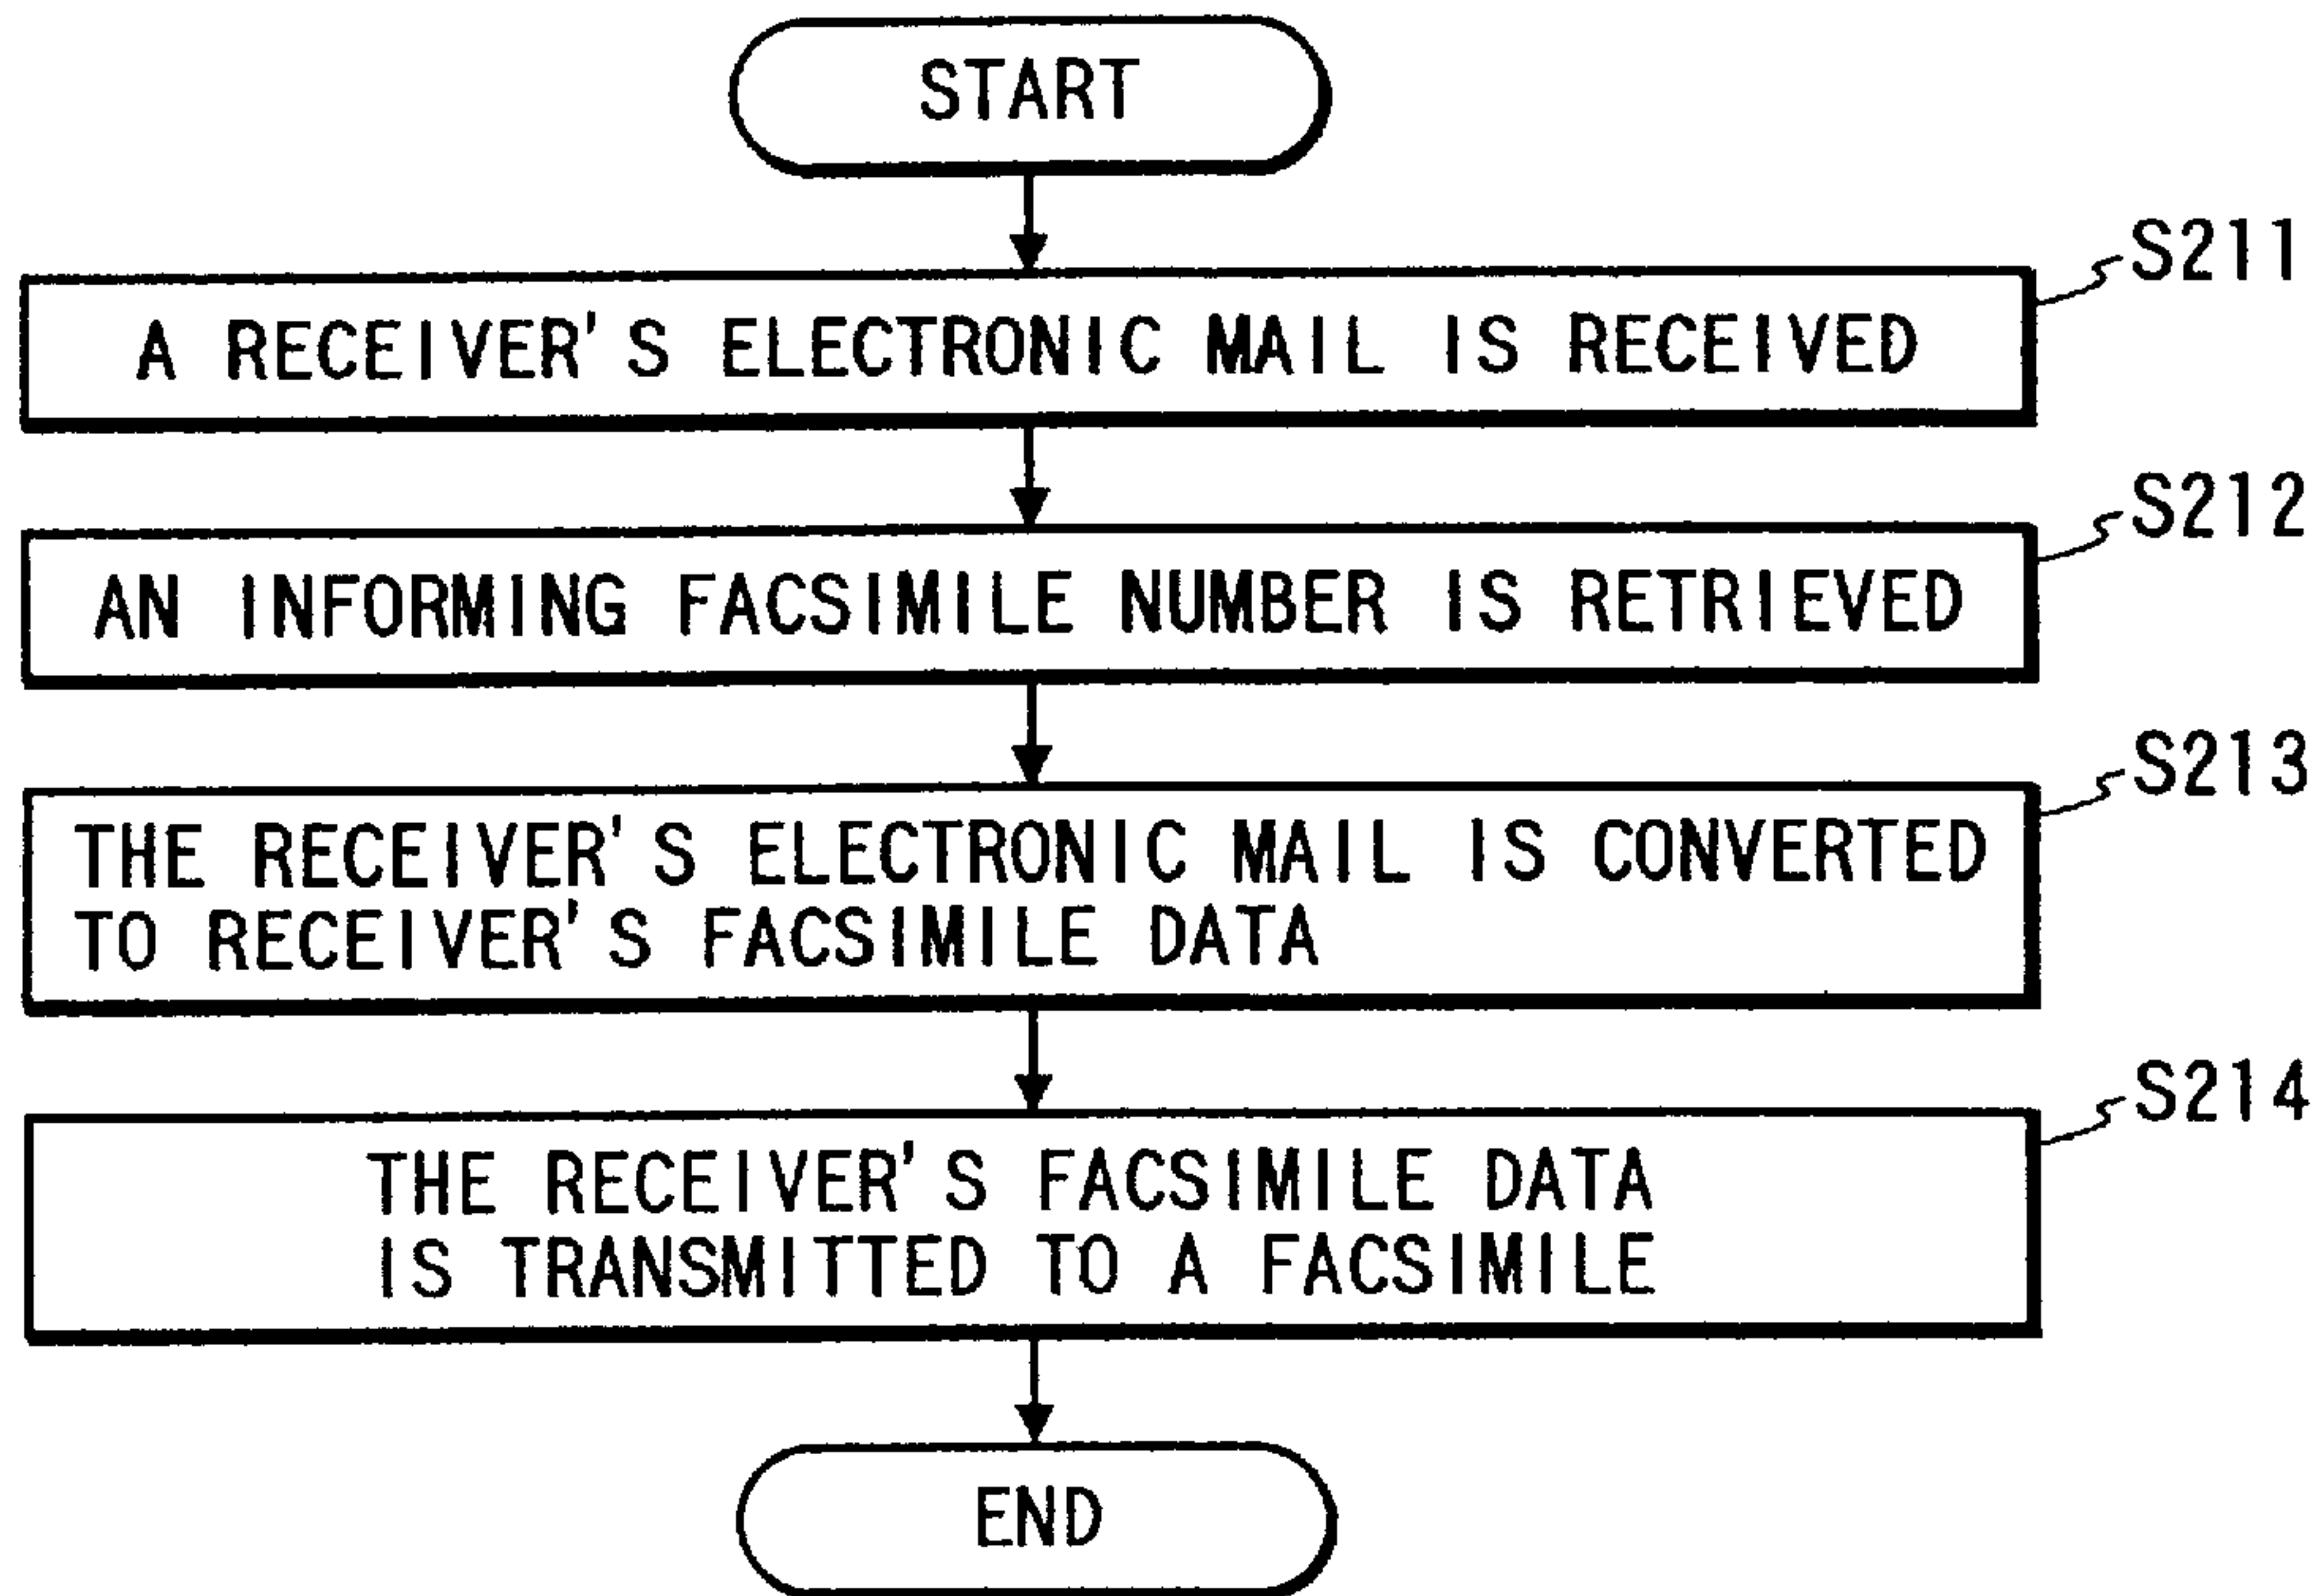 START
S211
A RECEIVER'S ELECTRONIC MAIL IS RECEIVED
S212
AN INFORMING FACSIMILE NUMBER IS RETRIEVED
S213
THE RECEIVER'S ELECTRONIC MAIL IS CONVERTED
TO RECEIVER'S FACSIMILE DATA
S214
THE RECEIVER'S FACSIMILE DATA
IS TRANSMITTED TO A FACSIMILE
END